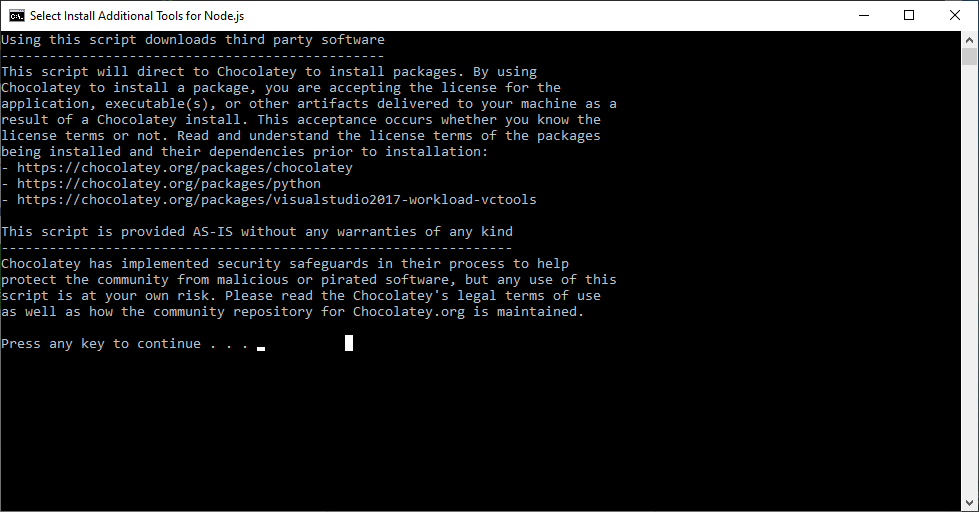 Select Install Additional Tools for Node.js
Using this script downloads third party software
------------------------------------------------
This script will direct to Chocolatey to install packages. By using
Chocolatey to install a package, you are accepting the license for the
application, executable(s), or other artifacts delivered to your machine as a
result of a Chocolatey install. This acceptance occurs whether you know the
license terms or not. Read and understand the license terms of the packages
being installed and their dependencies prior to installation:
- https://chocolatey.org/packages/chocolatey
- https://chocolatey.org/packages/python
- https://chocolatey.org/packages/visualstudio2017-workload-vctools
This script is provided AS-IS without any warranties of any kind
----------------------------------------------------------------
Chocolatey has implemented security safeguards in their process to help
protect the community from malicious or pirated software, but any use of this
script is at your own risk. Please read the Chocolatey's legal terms of use
as well as how the community repository for Chocolatey.org is maintained.
Press any key to continue . . .